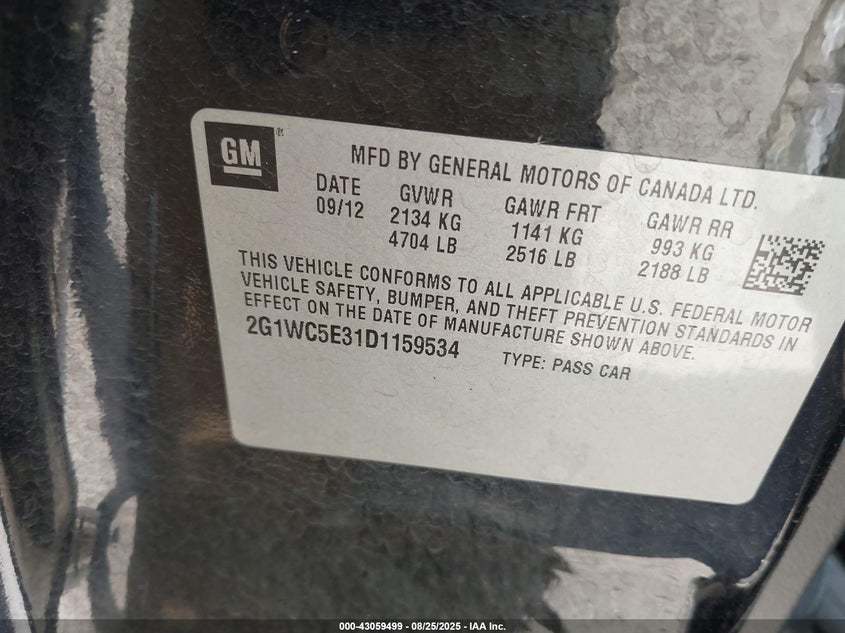 GM®
MFD BY GENERAL MOTORS OF CANADA LTD.
DATE GVWR GAWR FRT GAWR RR
09/12 2134 KG 1141 KG 993 KG
4704 LB 2516 LB 2188 LB
THIS VEHICLE CONFORMS TO ALL APPLICABLE U.S. FEDERAL MOTOR
VEHICLE SAFETY, BUMPER, AND THEFT PREVENTION STANDARDS IN
EFFECT ON THE DATE OF MANUFACTURE SHOWN ABOVE.
2G1WC5E31D1159534 TYPE: PASS CAR
000-43059499 - 08/25/2025 - IAA Inc.